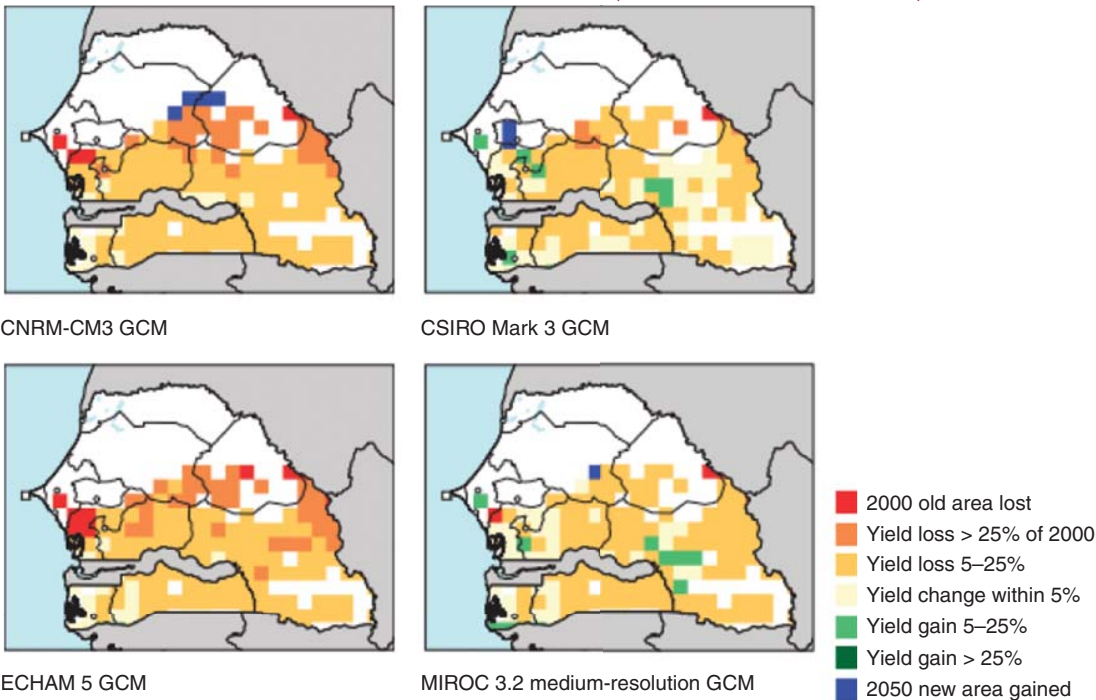 CNRM-CM3 GCM
CSIRO Mark 3 GCM
ECHAM 5 GCM
MIROC 3.2 medium-resolution GCM
2000 old area lost
Yield loss > 25% of 2000
Yield loss 5–25%
Yield change within 5%
Yield gain 5–25%
Yield gain > 25%
2050 new area gained